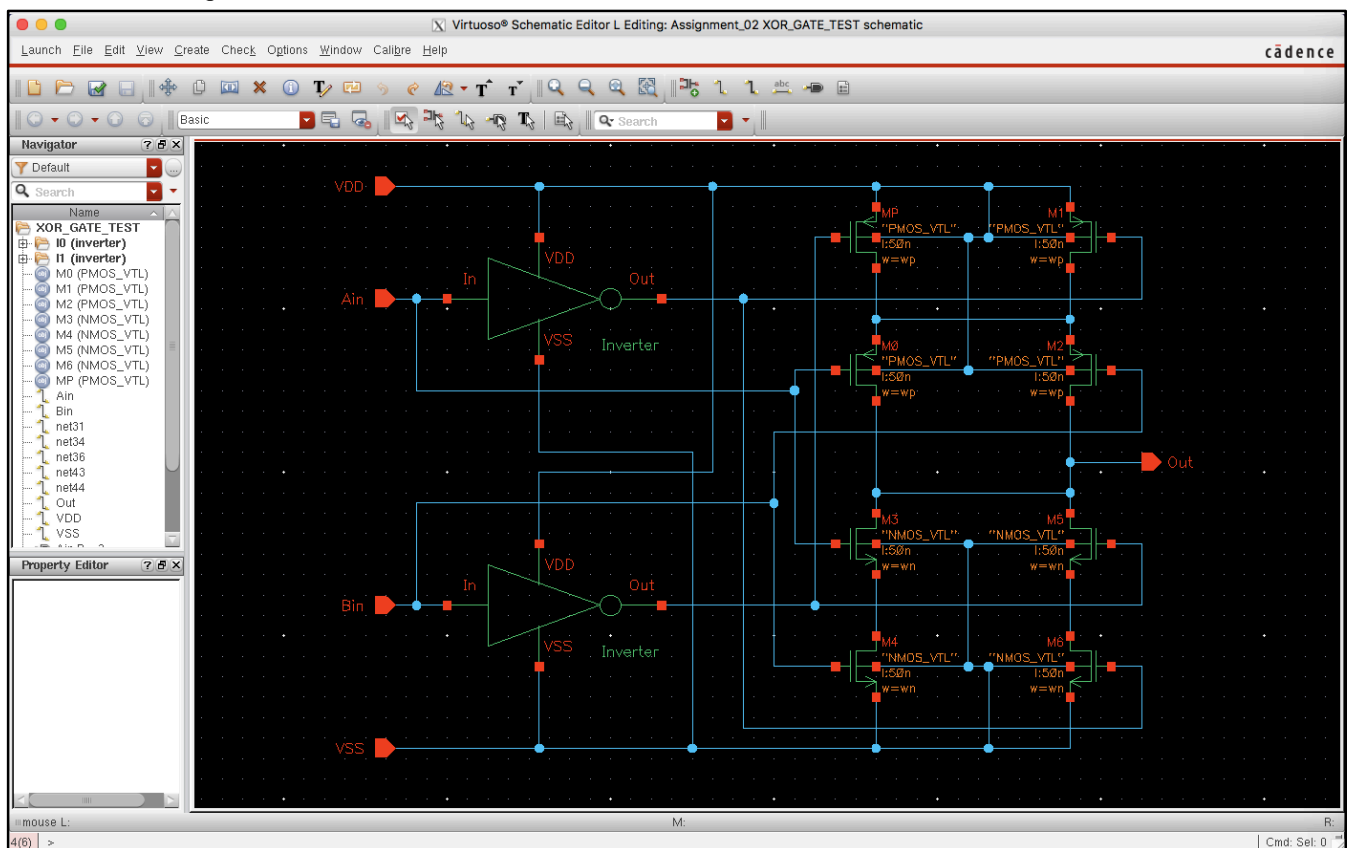 Virtuoso® Schematic Editor L Editing: Assignment_02 XOR_GATE_TEST schematic
Launch File Edit View Create Check Options Window Calibre Help
cādence
Basic
Search
Navigator
Default
Search
Name
XOR_GATE_TEST
I0 (inverter)
I1 (inverter)
M0 (PMOS_VTL)
M1 (PMOS_VTL)
M2 (PMOS_VTL)
M3 (NMOS_VTL)
M4 (NMOS_VTL)
M5 (NMOS_VTL)
M6 (NMOS_VTL)
MP (PMOS_VTL)
Ain
Bin
net31
net34
net36
net43
net44
Out
VDD
VSS
Property Editor
VDD
VDD
In
Out
Ain
VSS
Inverter
VDD
In
Out
Bin
VSS
Inverter
VSS
MP
"PMOS_VTL"
l:50n
w=wp
M1
"PMOS_VTL"
l:50n
w=wp
M0
"PMOS_VTL"
l:50n
w=wp
M2
"PMOS_VTL"
l:50n
w=wp
Out
M3
"NMOS_VTL"
l:50n
w=wn
M5
"NMOS_VTL"
l:50n
w=wn
M4
"NMOS_VTL"
l:50n
w=wn
M6
"NMOS_VTL"
l:50n
w=wn
mouse L:
M:
R:
4(6) >
Cmd: Sel: 0